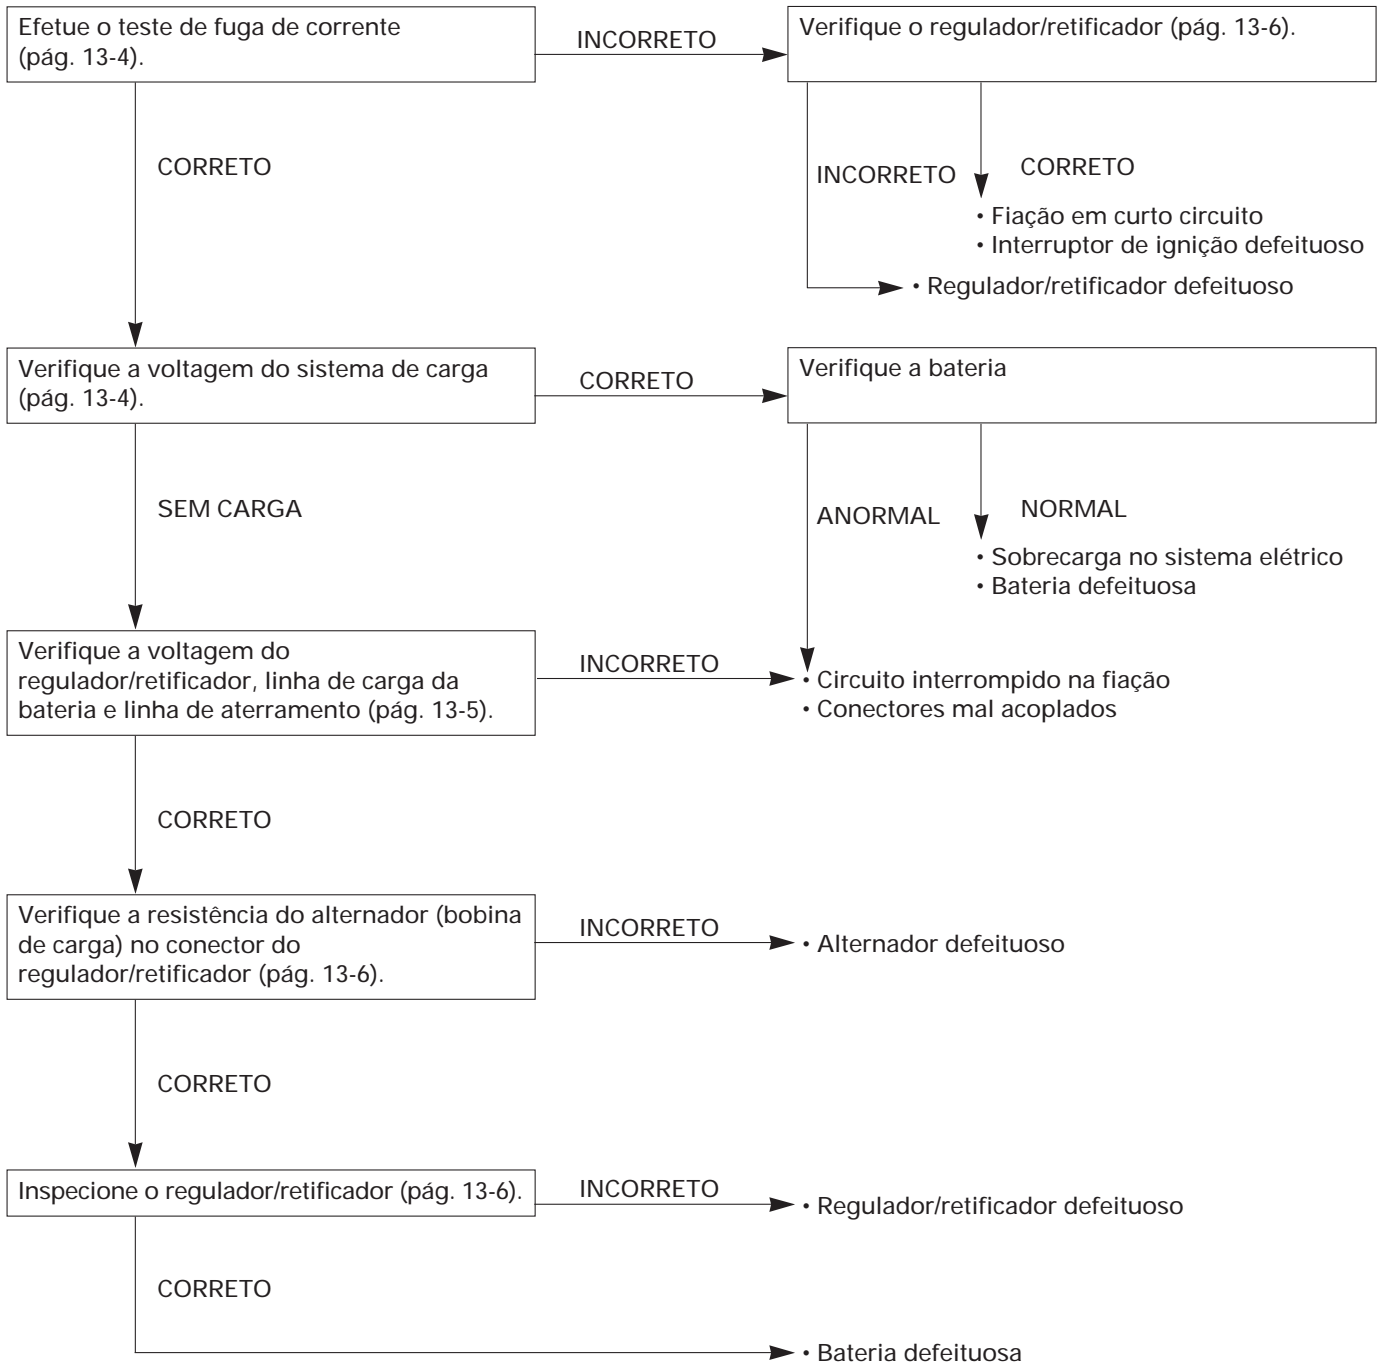 Efetue o teste de fuga de corrente
(pág. 13-4).
INCORRETO
Verifique o regulador/retificador (pág. 13-6).
CORRETO
INCORRETO
CORRETO
• Fiação em curto circuito
• Interruptor de ignição defeituoso
• Regulador/retificador defeituoso
Verifique a voltagem do sistema de carga
(pág. 13-4).
CORRETO
Verifique a bateria
SEM CARGA
ANORMAL
NORMAL
• Sobrecarga no sistema elétrico
• Bateria defeituosa
Verifique a voltagem do
regulador/retificador, linha de carga da
bateria e linha de aterramento (pág. 13-5).
INCORRETO
• Circuito interrompido na fiação
• Conectores mal acoplados
CORRETO
Verifique a resistência do alternador (bobina
de carga) no conector do
regulador/retificador (pág. 13-6).
INCORRETO
• Alternador defeituoso
CORRETO
Inspecione o regulador/retificador (pág. 13-6).
INCORRETO
• Regulador/retificador defeituoso
CORRETO
• Bateria defeituosa